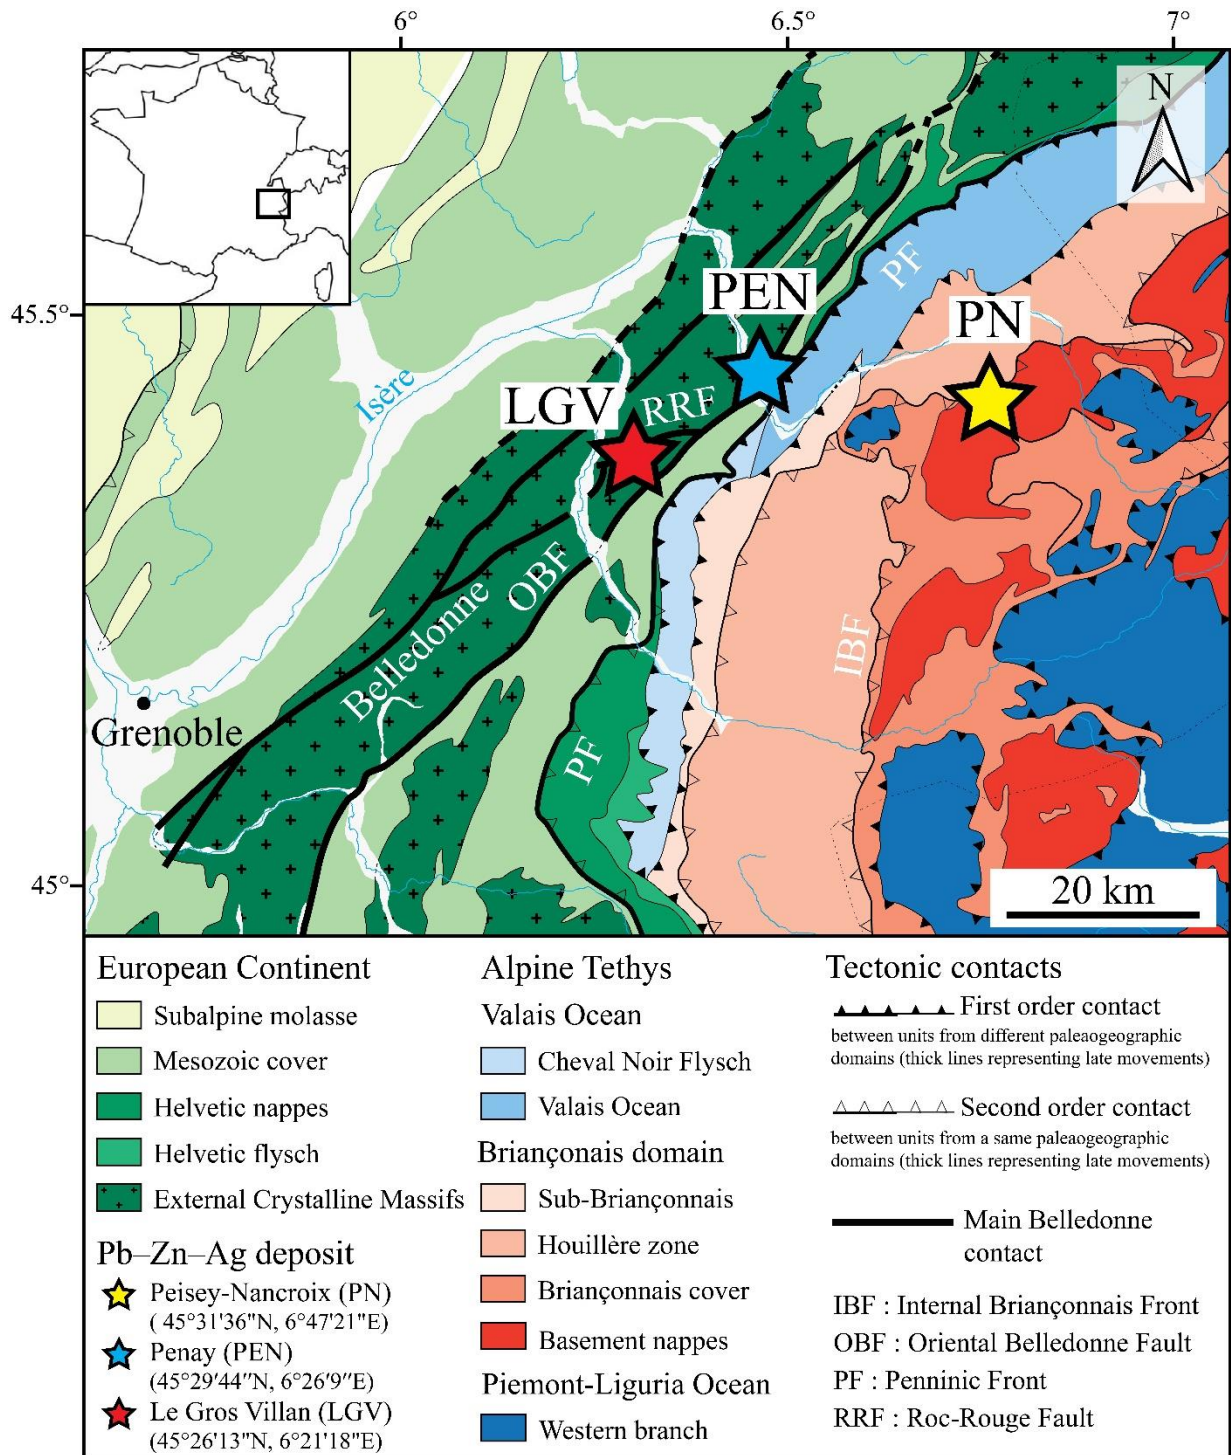 6° 6.5° 7°
N
45.5°
PEN
PF
PN
Isère
LGV
RRF
OBF
Belledonne
IBF
Grenoble
PF
45°
20 km
European Continent
Subalpine molasse
Mesozoic cover
Helvetic nappes
Helvetic flysch
External Crystalline Massifs
Pb–Zn–Ag deposit
Peisey-Nancroix (PN)
( 45°31'36"N, 6°47'21"E)
Penay (PEN)
(45°29'44"N, 6°26'9"E)
Le Gros Villan (LGV)
(45°26'13"N, 6°21'18"E)
Alpine Tethys
Valais Ocean
Cheval Noir Flysch
Valais Ocean
Briançonais domain
Sub-Briançonnais
Houillère zone
Briançonnais cover
Basement nappes
Piemont-Liguria Ocean
Western branch
Tectonic contacts
First order contact
between units from different paleaogeographic
domains (thick lines representing late movements)
Second order contact
between units from a same paleaogeographic
domains (thick lines representing late movements)
Main Belledonne
contact
IBF : Internal Briançonnais Front
OBF : Oriental Belledonne Fault
PF : Penninic Front
RRF : Roc-Rouge Fault